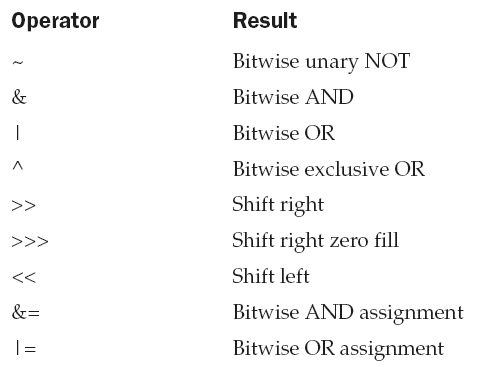 Operator Result
~ Bitwise unary NOT
& Bitwise AND
| Bitwise OR
^ Bitwise exclusive OR
>> Shift right
>>> Shift right zero fill
<< Shift left
&= Bitwise AND assignment
|= Bitwise OR assignment